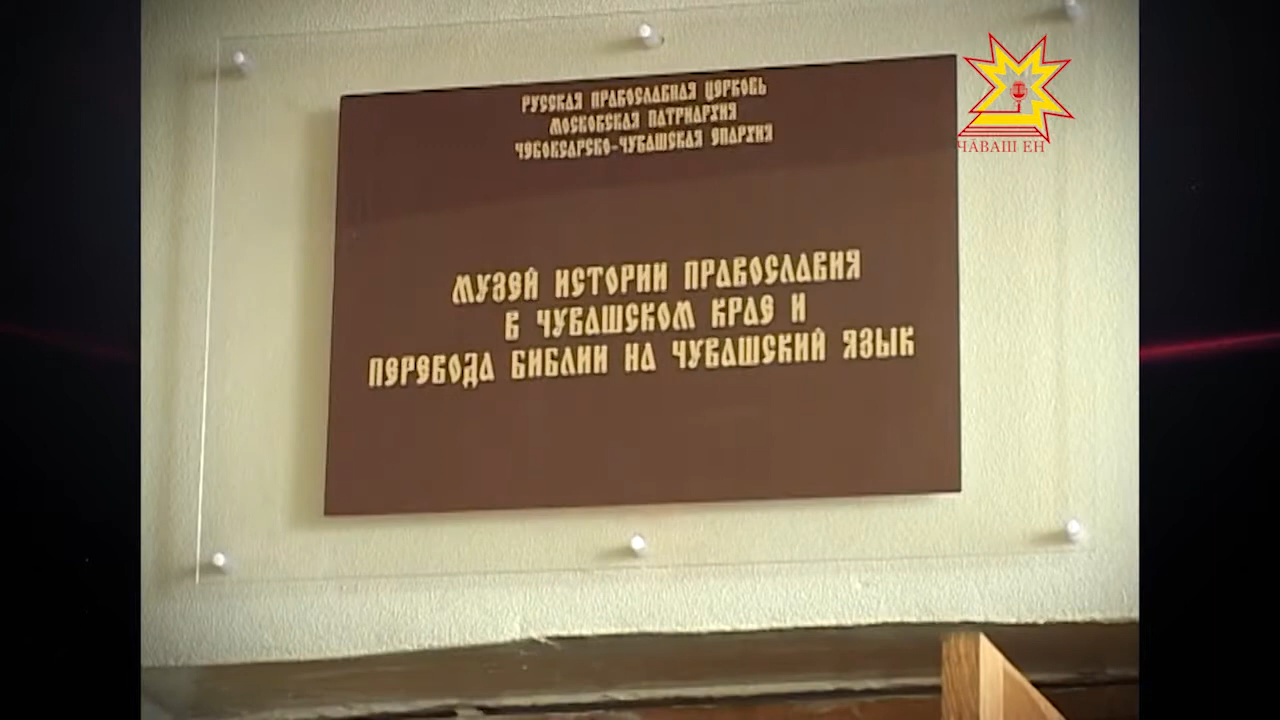 РУССКАЯ ПРАВОСЛАВНАЯ ЦЕРКОВЬ
МОСКОВСКАЯ ПАТРИАРХИЯ
ЧЕБОКСАРСКО-ЧУВАШСКАЯ ЕПАРХИЯ
МУЗЕЙ ИСТОРИИ ПРАВОСЛАВИЯ
В ЧУВАШСКОМ КРАЕ И
ПЕРЕВОДА БИБЛИИ НА ЧУВАШСКИЙ ЯЗЫК
ЧӐВАШ ЕН